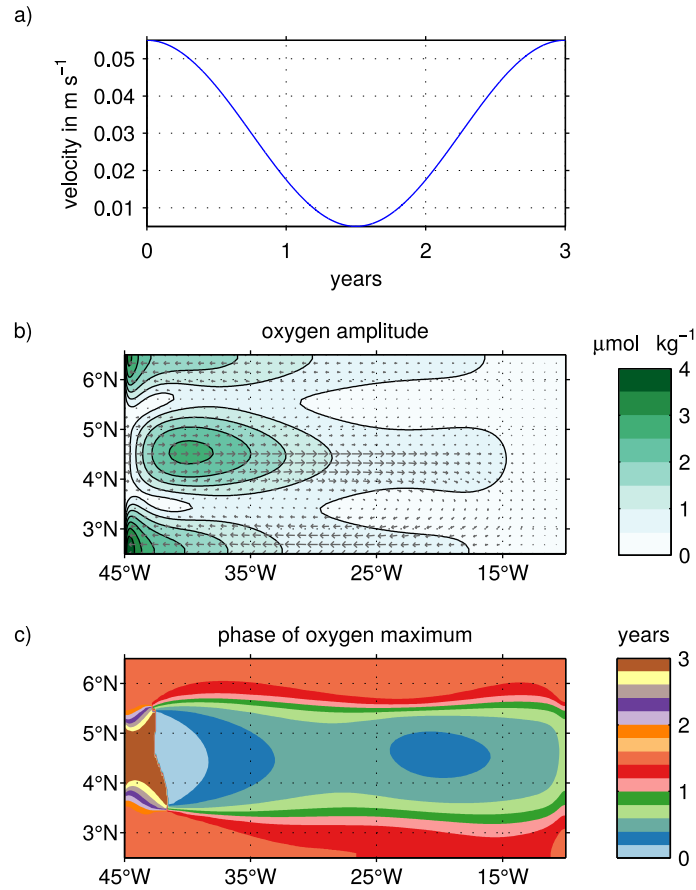 a)
velocity in m s⁻¹
0.05
0.04
0.03
0.02
0.01
0 1 2 3
years
b)
oxygen amplitude
µmol kg⁻¹
6°N
5°N
4°N
3°N
45°W 35°W 25°W 15°W
4
3
2
1
0
c)
phase of oxygen maximum
years
6°N
5°N
4°N
3°N
45°W 35°W 25°W 15°W
3
2
1
0